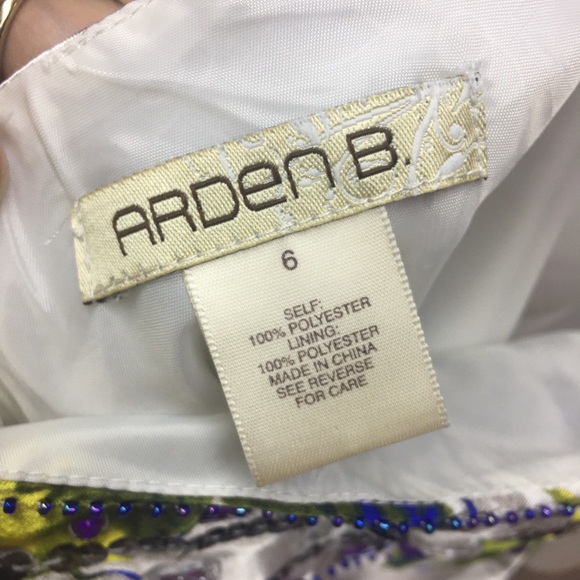 ARDEN B.
6
SELF:
100% POLYESTER
LINING:
100% POLYESTER
MADE IN CHINA
SEE REVERSE
FOR CARE